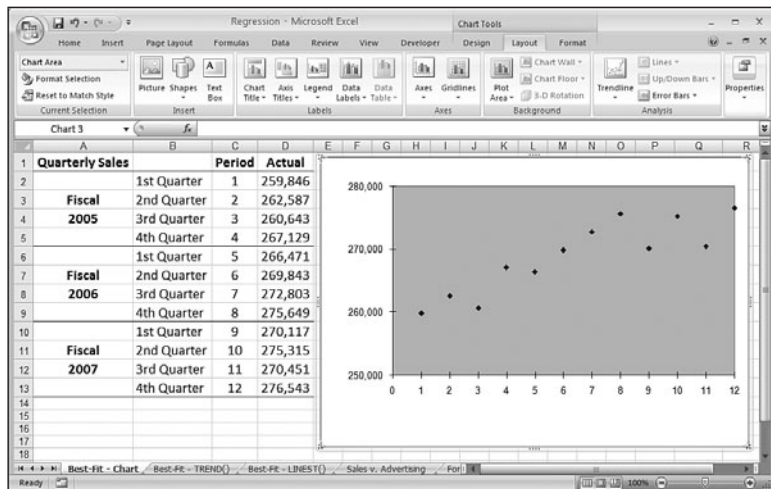 Regression - Microsoft Excel
Chart Tools
Home Insert Page Layout Formulas Data Review View Developer Design Layout Format
Chart Area
Format Selection
Reset to Match Style
Current Selection
Picture Shapes Text Box
Insert
Chart Title Axis Titles Legend Data Labels Data Table
Labels
Axes Gridlines
Axes
Plot Area Chart Wall
Chart Floor
3-D Rotation
Background
Trendline Lines
Up/Down Bars
Error Bars
Analysis
Properties
Chart 3 fx
A B C D E F G H I J K L M N O P Q R
1 Quarterly Sales Period Actual
2 1st Quarter 1 259,846
3 Fiscal 2nd Quarter 2 262,587
4 2005 3rd Quarter 3 260,643
5 4th Quarter 4 267,129
6 1st Quarter 5 266,471
7 Fiscal 2nd Quarter 6 269,843
8 2006 3rd Quarter 7 272,803
9 4th Quarter 8 275,649
10 1st Quarter 9 270,117
11 Fiscal 2nd Quarter 10 275,315
12 2007 3rd Quarter 11 270,451
13 4th Quarter 12 276,543
14
15
16
17
18
280,000
270,000
260,000
250,000
0 1 2 3 4 5 6 7 8 9 10 11 12
Best-Fit - Chart Best-Fit - TREND() Best-Fit - LINEST() Sales v. Advertising For
Ready 100%